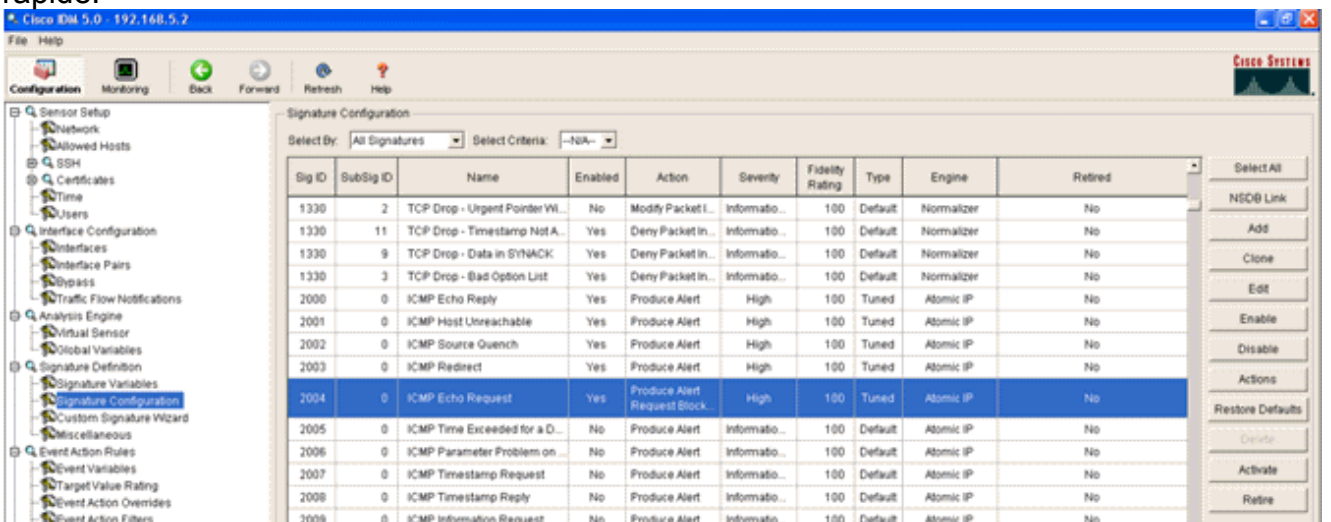 rápido.
Cisco IDM 5.0 - 192.168.5.2
File Help
Configuration Monitoring Back Forward Refresh Help
CISCO SYSTEMS
Sensor Setup
Network
Allowed Hosts
SSH
Certificates
Time
Users
Interface Configuration
Interfaces
Interface Pairs
Bypass
Traffic Flow Notifications
Analysis Engine
Virtual Sensor
Global Variables
Signature Definition
Signature Variables
Signature Configuration
Custom Signature Wizard
Miscellaneous
Event Action Rules
Event Variables
Target Value Rating
Event Action Overrides
Event Action Filters
Signature Configuration
Select By: All Signatures Select Criteria: --N/A--
Sig ID SubSig ID Name Enabled Action Severity Fidelity Rating Type Engine Retired
1330 2 TCP Drop - Urgent Pointer Wi... No Modify Packet I... Informatio... 100 Default Normalizer No
1330 11 TCP Drop - Timestamp Not A... Yes Deny Packet In... Informatio... 100 Default Normalizer No
1330 9 TCP Drop - Data in SYNACK Yes Deny Packet In... Informatio... 100 Default Normalizer No
1330 3 TCP Drop - Bad Option List Yes Deny Packet In... Informatio... 100 Default Normalizer No
2000 0 ICMP Echo Reply Yes Produce Alert High 100 Tuned Atomic IP No
2001 0 ICMP Host Unreachable Yes Produce Alert High 100 Tuned Atomic IP No
2002 0 ICMP Source Quench Yes Produce Alert High 100 Tuned Atomic IP No
2003 0 ICMP Redirect Yes Produce Alert High 100 Tuned Atomic IP No
2004 0 ICMP Echo Request Yes Produce Alert Request Block... High 100 Tuned Atomic IP No
2005 0 ICMP Time Exceeded for a D... No Produce Alert Informatio... 100 Default Atomic IP No
2006 0 ICMP Parameter Problem on ... No Produce Alert Informatio... 100 Default Atomic IP No
2007 0 ICMP Timestamp Request No Produce Alert Informatio... 100 Default Atomic IP No
2008 0 ICMP Timestamp Reply No Produce Alert Informatio... 100 Default Atomic IP No
2009 0 ICMP Information Request No Produce Alert Informatio... 100 Default Atomic IP No
Select All
NSDB Link
Add
Clone
Edit
Enable
Disable
Actions
Restore Defaults
Delete
Activate
Retire